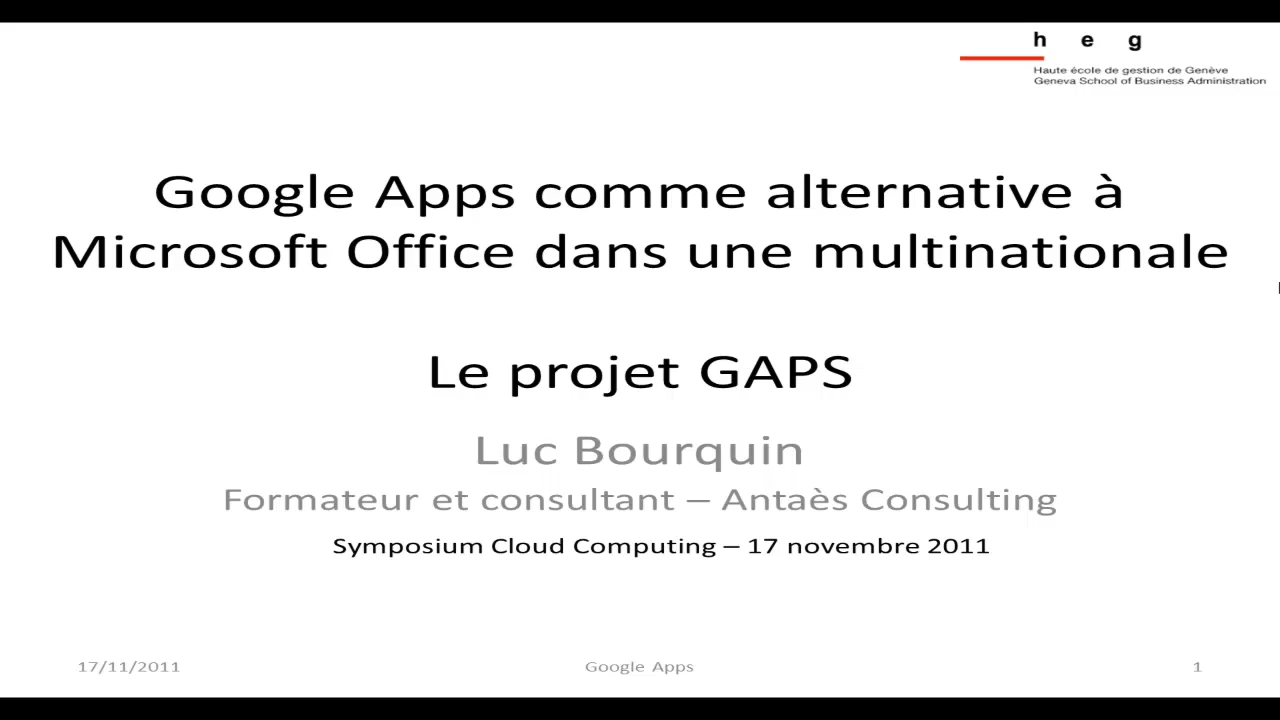 h e g
Haute école de gestion de Genève
Geneva School of Business Administration
Google Apps comme alternative à
Microsoft Office dans une multinationale
Le projet GAPS
Luc Bourquin
Formateur et consultant – Antaès Consulting
Symposium Cloud Computing – 17 novembre 2011
17/11/2011
Google Apps
1